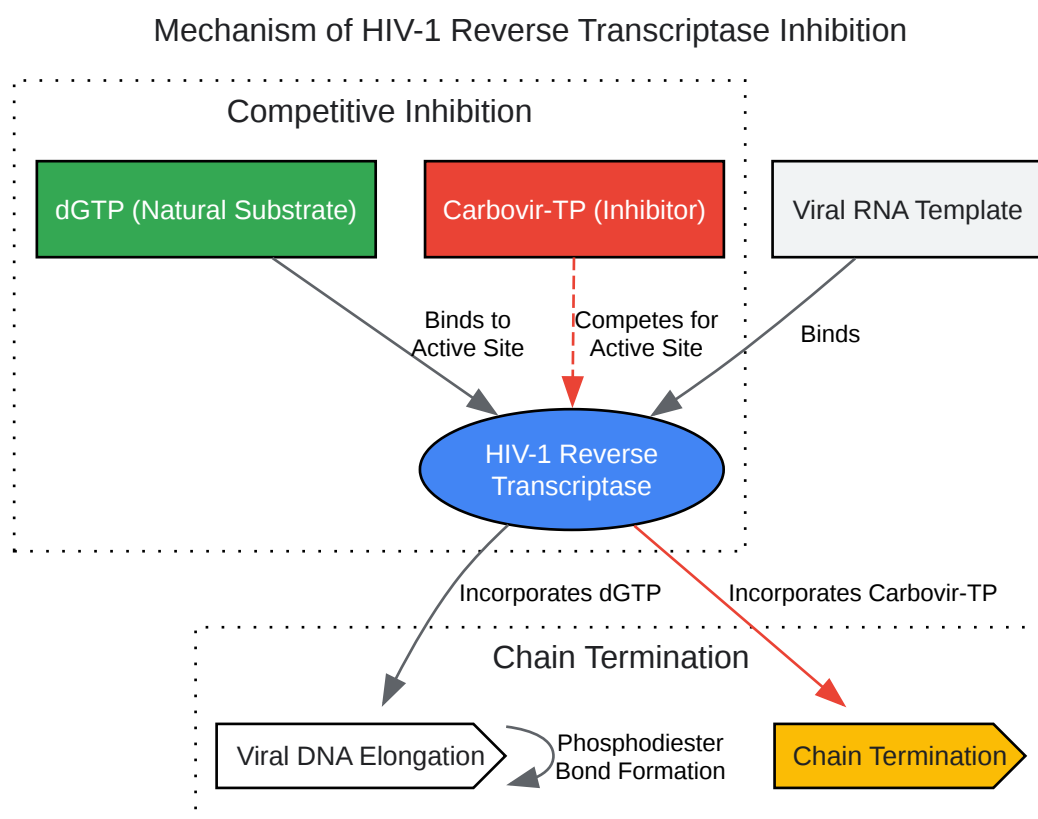 Mechanism of HIV-1 Reverse Transcriptase Inhibition
Competitive Inhibition
dGTP (Natural Substrate)
Carbovir-TP (Inhibitor)
Viral RNA Template
Binds to
Active Site
Competes for
Active Site
Binds
HIV-1 Reverse
Transcriptase
Incorporates dGTP
Incorporates Carbovir-TP
Chain Termination
Viral DNA Elongation
Phosphodiester
Bond Formation
Chain Termination